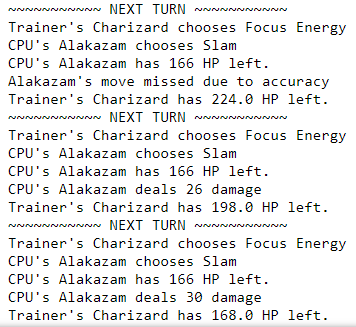 ~~~~~~~~~~~ NEXT TURN ~~~~~~~~~~~
Trainer's Charizard chooses Focus Energy
CPU's Alakazam chooses Slam
CPU's Alakazam has 166 HP left.
Alakazam's move missed due to accuracy
Trainer's Charizard has 224.0 HP left.
~~~~~~~~~~~ NEXT TURN ~~~~~~~~~~~
Trainer's Charizard chooses Focus Energy
CPU's Alakazam chooses Slam
CPU's Alakazam has 166 HP left.
CPU's Alakazam deals 26 damage
Trainer's Charizard has 198.0 HP left.
~~~~~~~~~~~ NEXT TURN ~~~~~~~~~~~
Trainer's Charizard chooses Focus Energy
CPU's Alakazam chooses Slam
CPU's Alakazam has 166 HP left.
CPU's Alakazam deals 30 damage
Trainer's Charizard has 168.0 HP left.